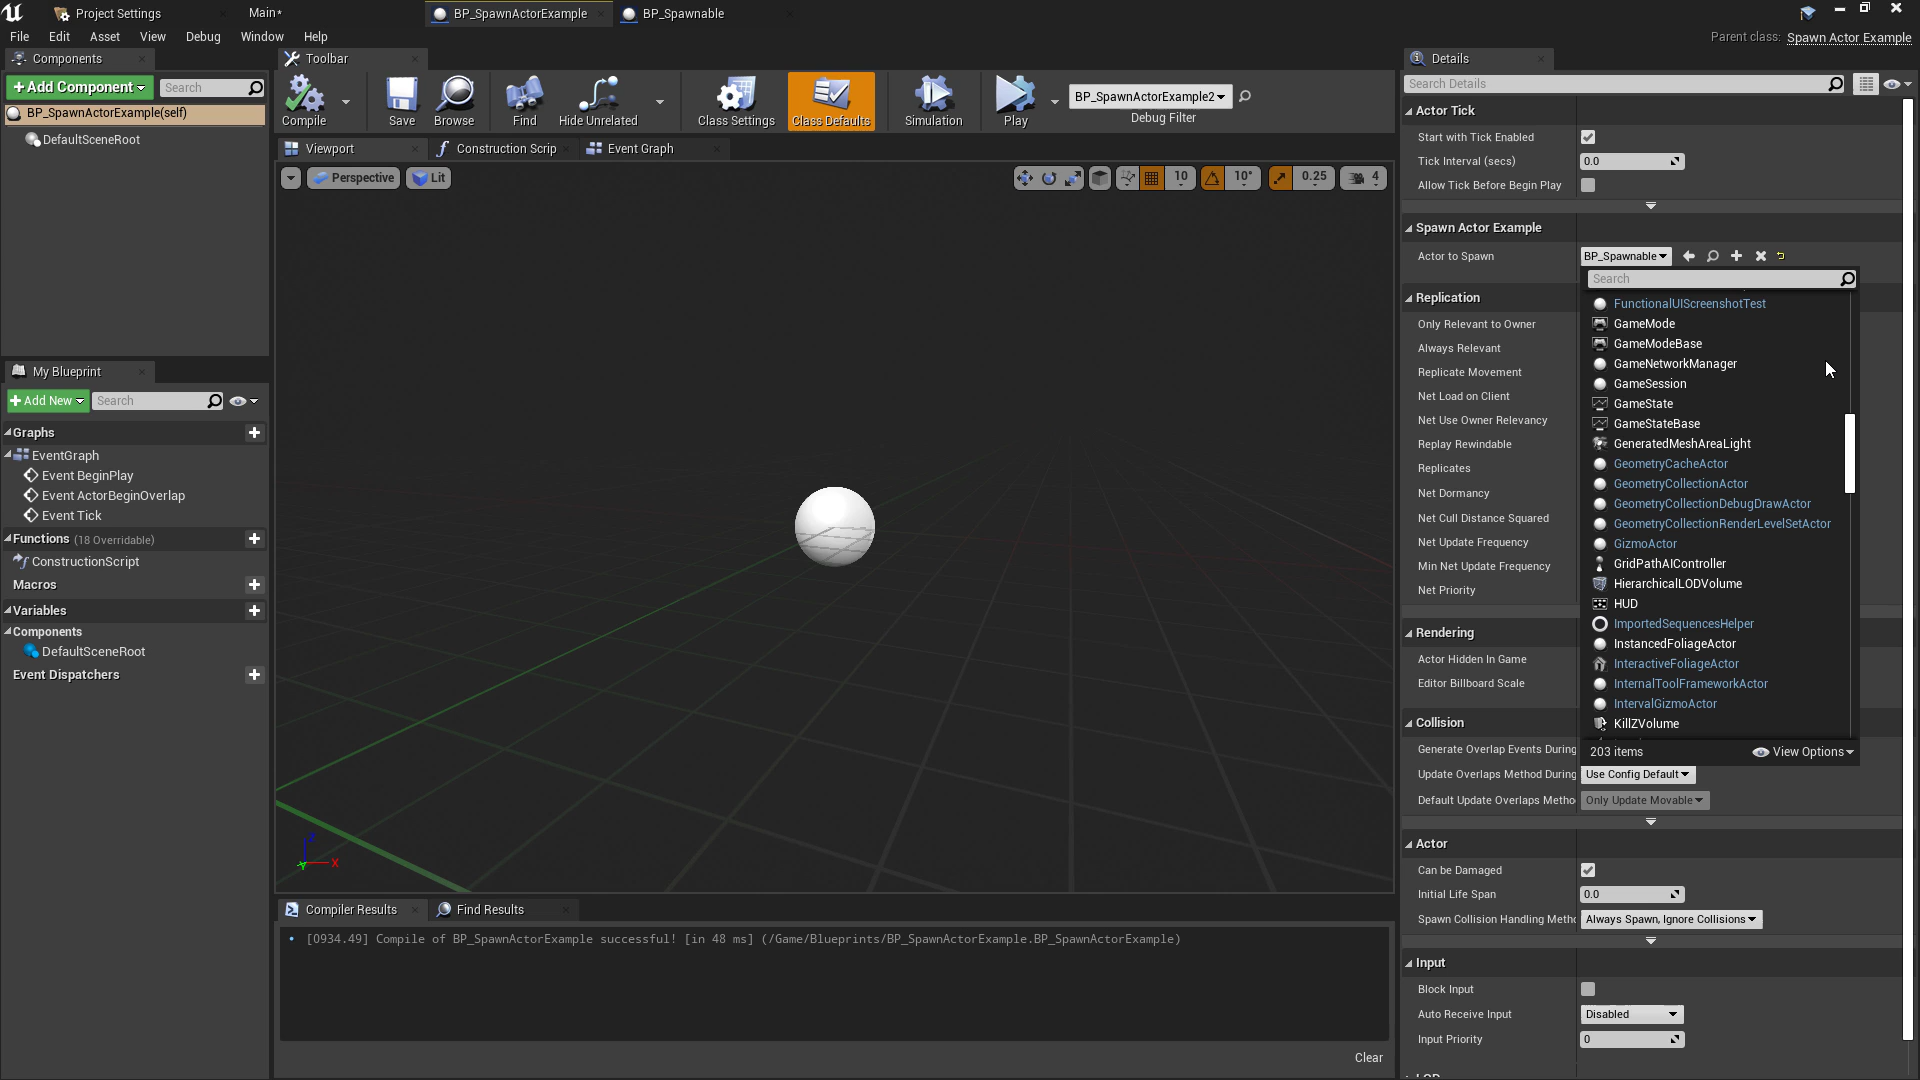 Project Settings
Main*
BP_SpawnActorExample
BP_Spawnable
File Edit Asset View Debug Window Help
Parent class: Spawn Actor Example
Components
+Add Component
Search
BP_SpawnActorExample(self)
DefaultSceneRoot
My Blueprint
+Add New
Search
Graphs
EventGraph
Event BeginPlay
Event ActorBeginOverlap
Event Tick
Functions (18 Overridable)
ConstructionScript
Macros
Variables
Components
DefaultSceneRoot
Event Dispatchers
Toolbar
Compile
Save
Browse
Find
Hide Unrelated
Class Settings
Class Defaults
Simulation
Play
BP_SpawnActorExample2
Debug Filter
Viewport
Construction Scrip
Event Graph
Perspective
Lit
10
10°
0.25
4
Z
X
Y
Compiler Results
Find Results
• [0934.49] Compile of BP_SpawnActorExample successful! [in 48 ms] (/Game/Blueprints/BP_SpawnActorExample.BP_SpawnActorExample)
Clear
Details
Search Details
Actor Tick
Start with Tick Enabled
Tick Interval (secs) 0.0
Allow Tick Before Begin Play
Spawn Actor Example
Actor to Spawn BP_Spawnable
Search
FunctionalUIScreenshotTest
GameMode
GameModeBase
GameNetworkManager
GameSession
GameState
GameStateBase
GeneratedMeshAreaLight
GeometryCacheActor
GeometryCollectionActor
GeometryCollectionDebugDrawActor
GeometryCollectionRenderLevelSetActor
GizmoActor
GridPathAIController
HierarchicalLODVolume
HUD
ImportedSequencesHelper
InstancedFoliageActor
InteractiveFoliageActor
InternalToolFrameworkActor
IntervalGizmoActor
KillZVolume
203 items
View Options
Replication
Only Relevant to Owner
Always Relevant
Replicate Movement
Net Load on Client
Net Use Owner Relevancy
Replay Rewindable
Replicates
Net Dormancy
Net Cull Distance Squared
Net Update Frequency
Min Net Update Frequency
Net Priority
Rendering
Actor Hidden In Game
Editor Billboard Scale
Collision
Generate Overlap Events During
Update Overlaps Method During Use Config Default
Default Update Overlaps Metho Only Update Movable
Actor
Can be Damaged
Initial Life Span 0.0
Spawn Collision Handling Metho Always Spawn, Ignore Collisions
Input
Block Input
Auto Receive Input Disabled
Input Priority 0